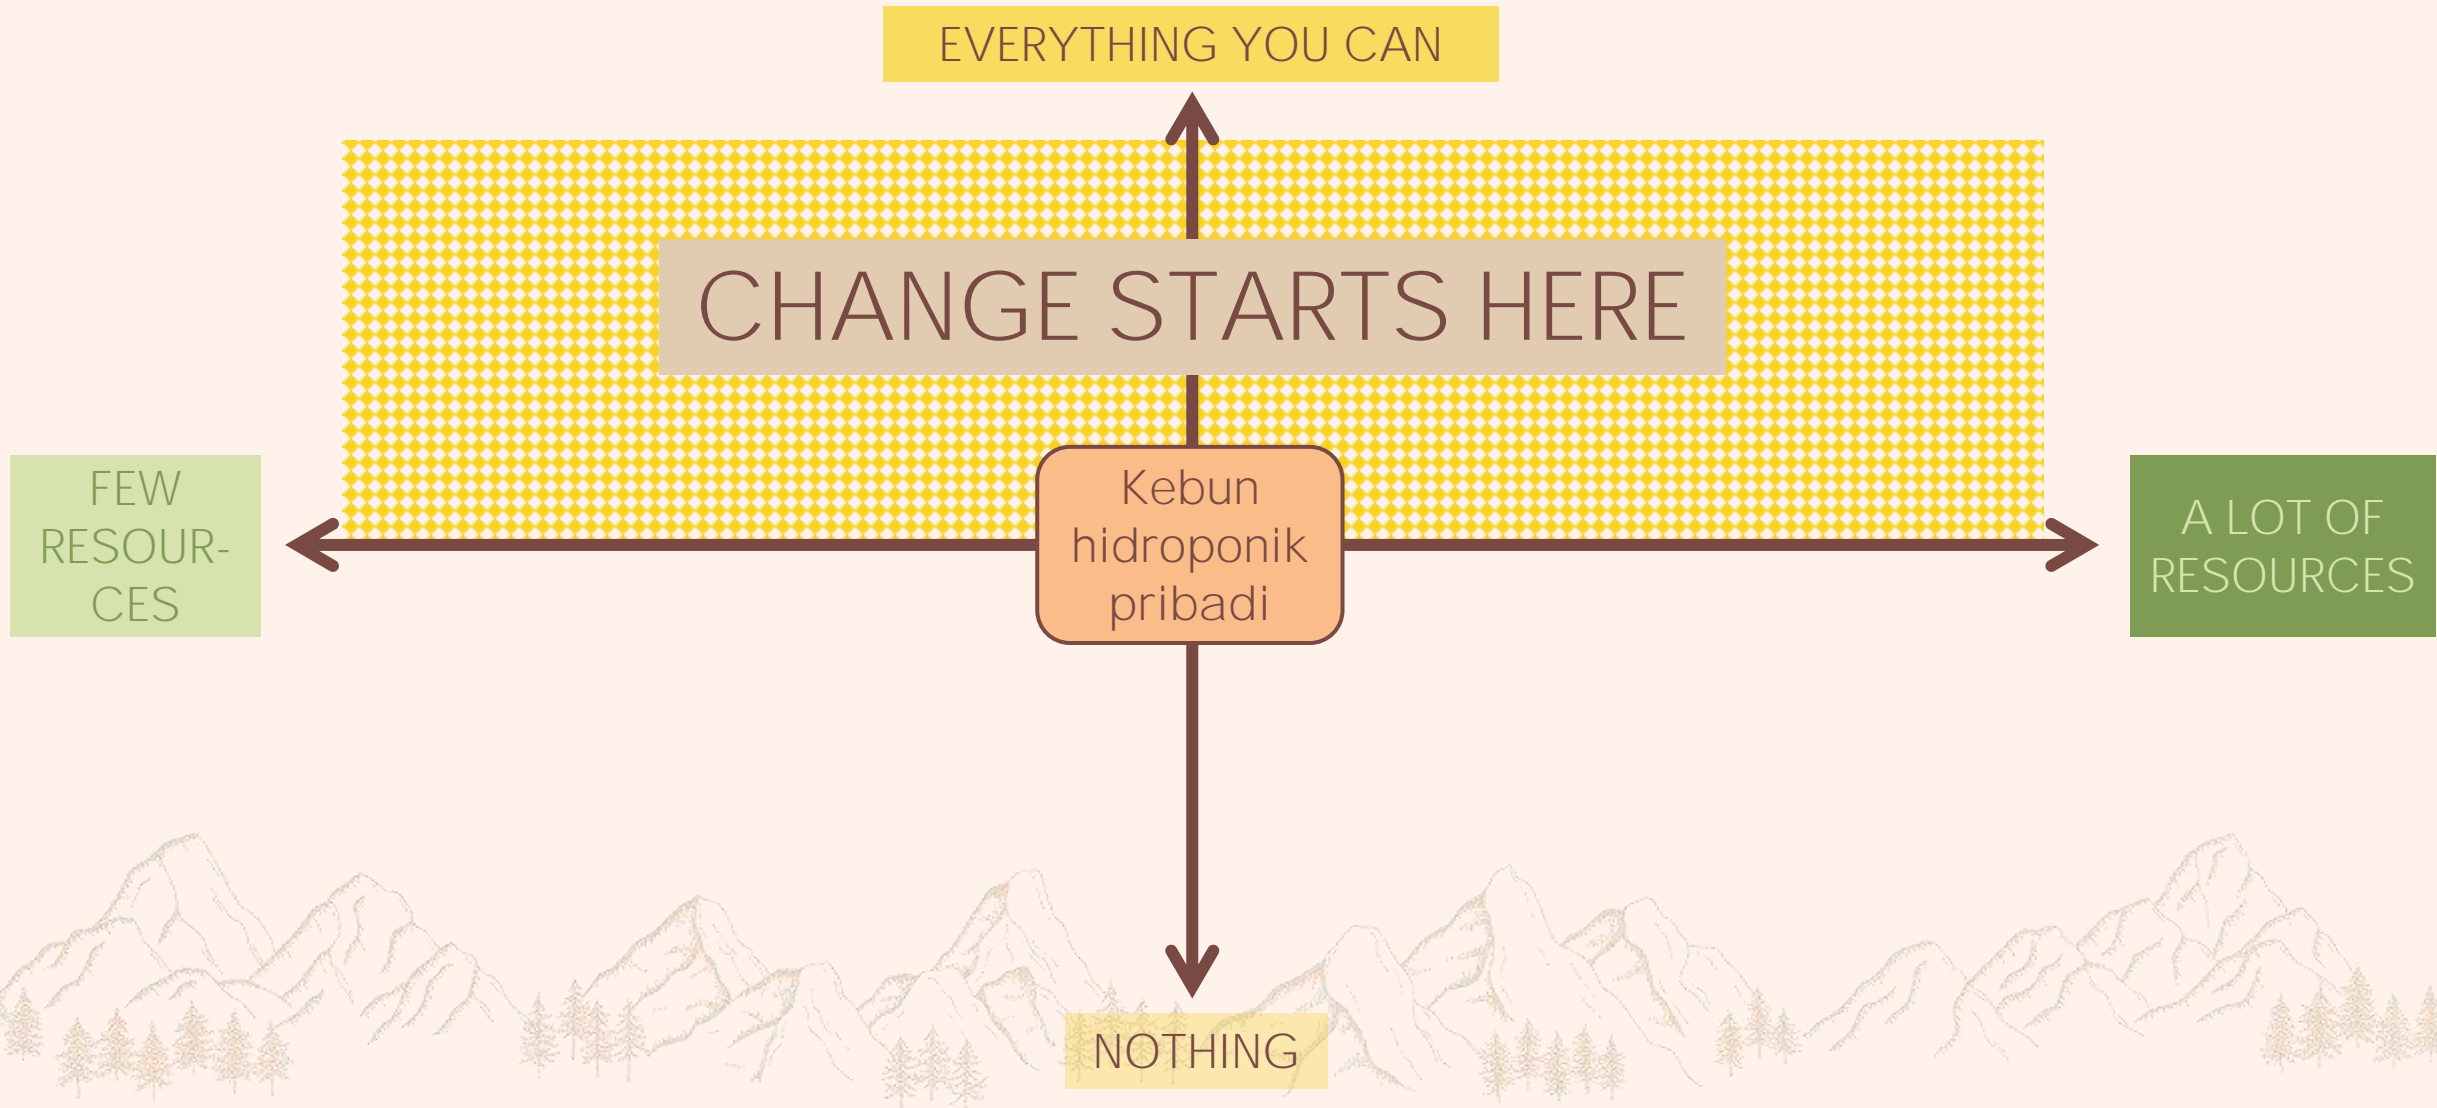 EVERYTHING YOU CAN
CHANGE STARTS HERE
FEW
RESOUR-
CES
Kebun
hidroponik
pribadi
A LOT OF
RESOURCES
NOTHING